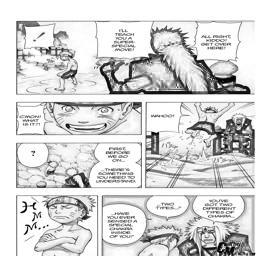 ALL RIGHT,
KIDDO!
GET OVER
HERE!
I'LL
TEACH
YOU A
SUPER-
SPECIAL
MOVE!
WAHOO!
C'MON!
WHAT
IS IT?!
FIRST,
BEFORE
WE GO
ON...
THERE'S
SOMETHING
YOU NEED TO
UNDERSTAND.
?
YOU'VE GOT
TWO DIFFERENT
TYPES OF
CHAKRA.
TWO
TYPES...
...HAVE
YOU EVER
SENSED A
SPECIAL
CHAKRA
INSIDE
OF YOU?
HMM...